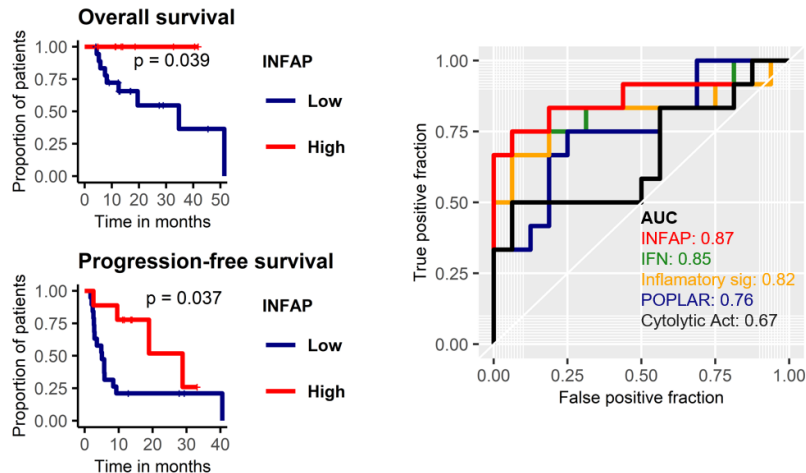 Overall survival
Proportion of patients
1.00
0.75
0.50
0.25
0.00
p = 0.039
0 10 20 30 40 50
Time in months
INFAP
Low
High
Progression-free survival
Proportion of patients
1.00
0.75
0.50
0.25
0.00
p = 0.037
0 10 20 30 40
Time in months
INFAP
Low
High
True positive fraction
1.00
0.75
0.50
0.25
0.00
AUC
INFAP: 0.87
IFN: 0.85
Inflamatory sig: 0.82
POPLAR: 0.76
Cytolytic Act: 0.67
0.00 0.25 0.50 0.75 1.00
False positive fraction